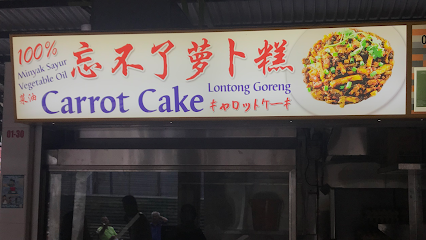 100%
Minyak Sayur
Vegetable Oil
菜油
忘不了萝卜糕
Carrot Cake
Lontong Goreng
キャロットケーキ
01-30